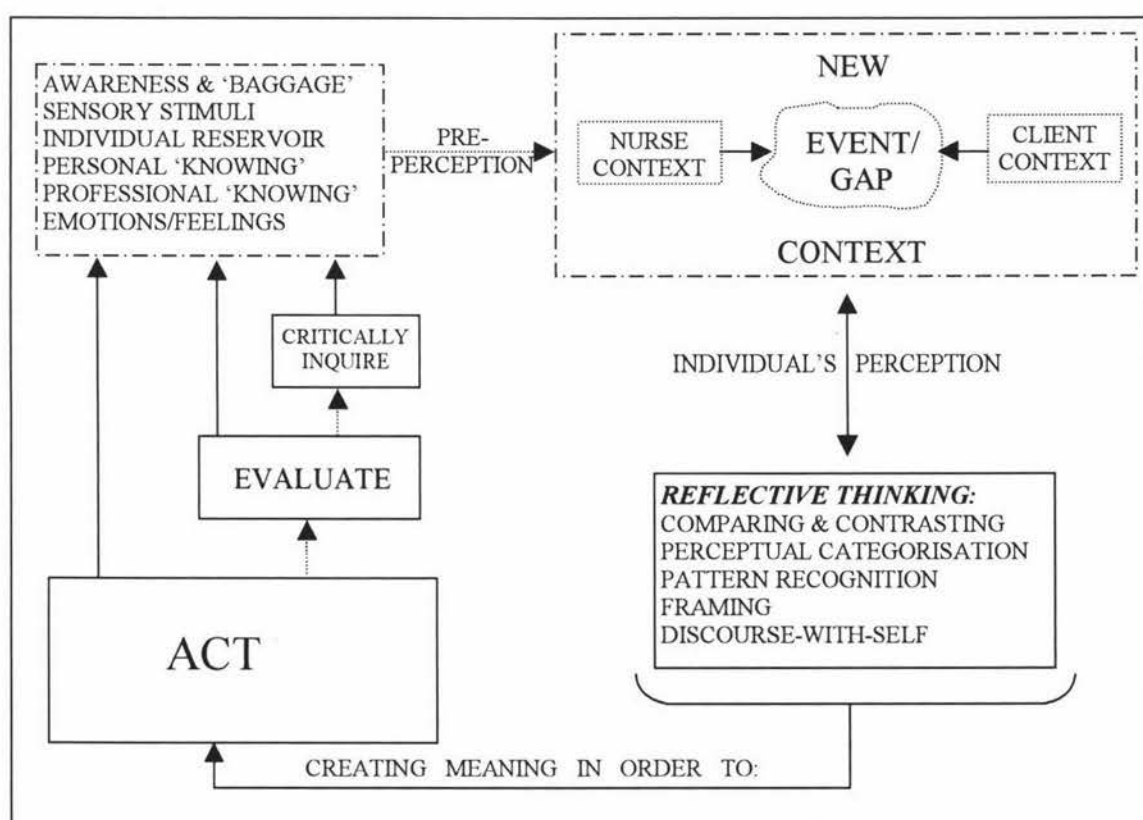 AWARENESS & ‘BAGGAGE’
SENSORY STIMULI
INDIVIDUAL RESERVOIR
PERSONAL ‘KNOWING’
PROFESSIONAL ‘KNOWING’
EMOTIONS/FEELINGS
PRE-
PERCEPTION
NEW
NURSE
CONTEXT
EVENT/
GAP
CLIENT
CONTEXT
CONTEXT
INDIVIDUAL'S PERCEPTION
CRITICALLY
INQUIRE
EVALUATE
ACT
REFLECTIVE THINKING:
COMPARING & CONTRASTING
PERCEPTUAL CATEGORISATION
PATTERN RECOGNITION
FRAMING
DISCOURSE-WITH-SELF
CREATING MEANING IN ORDER TO: